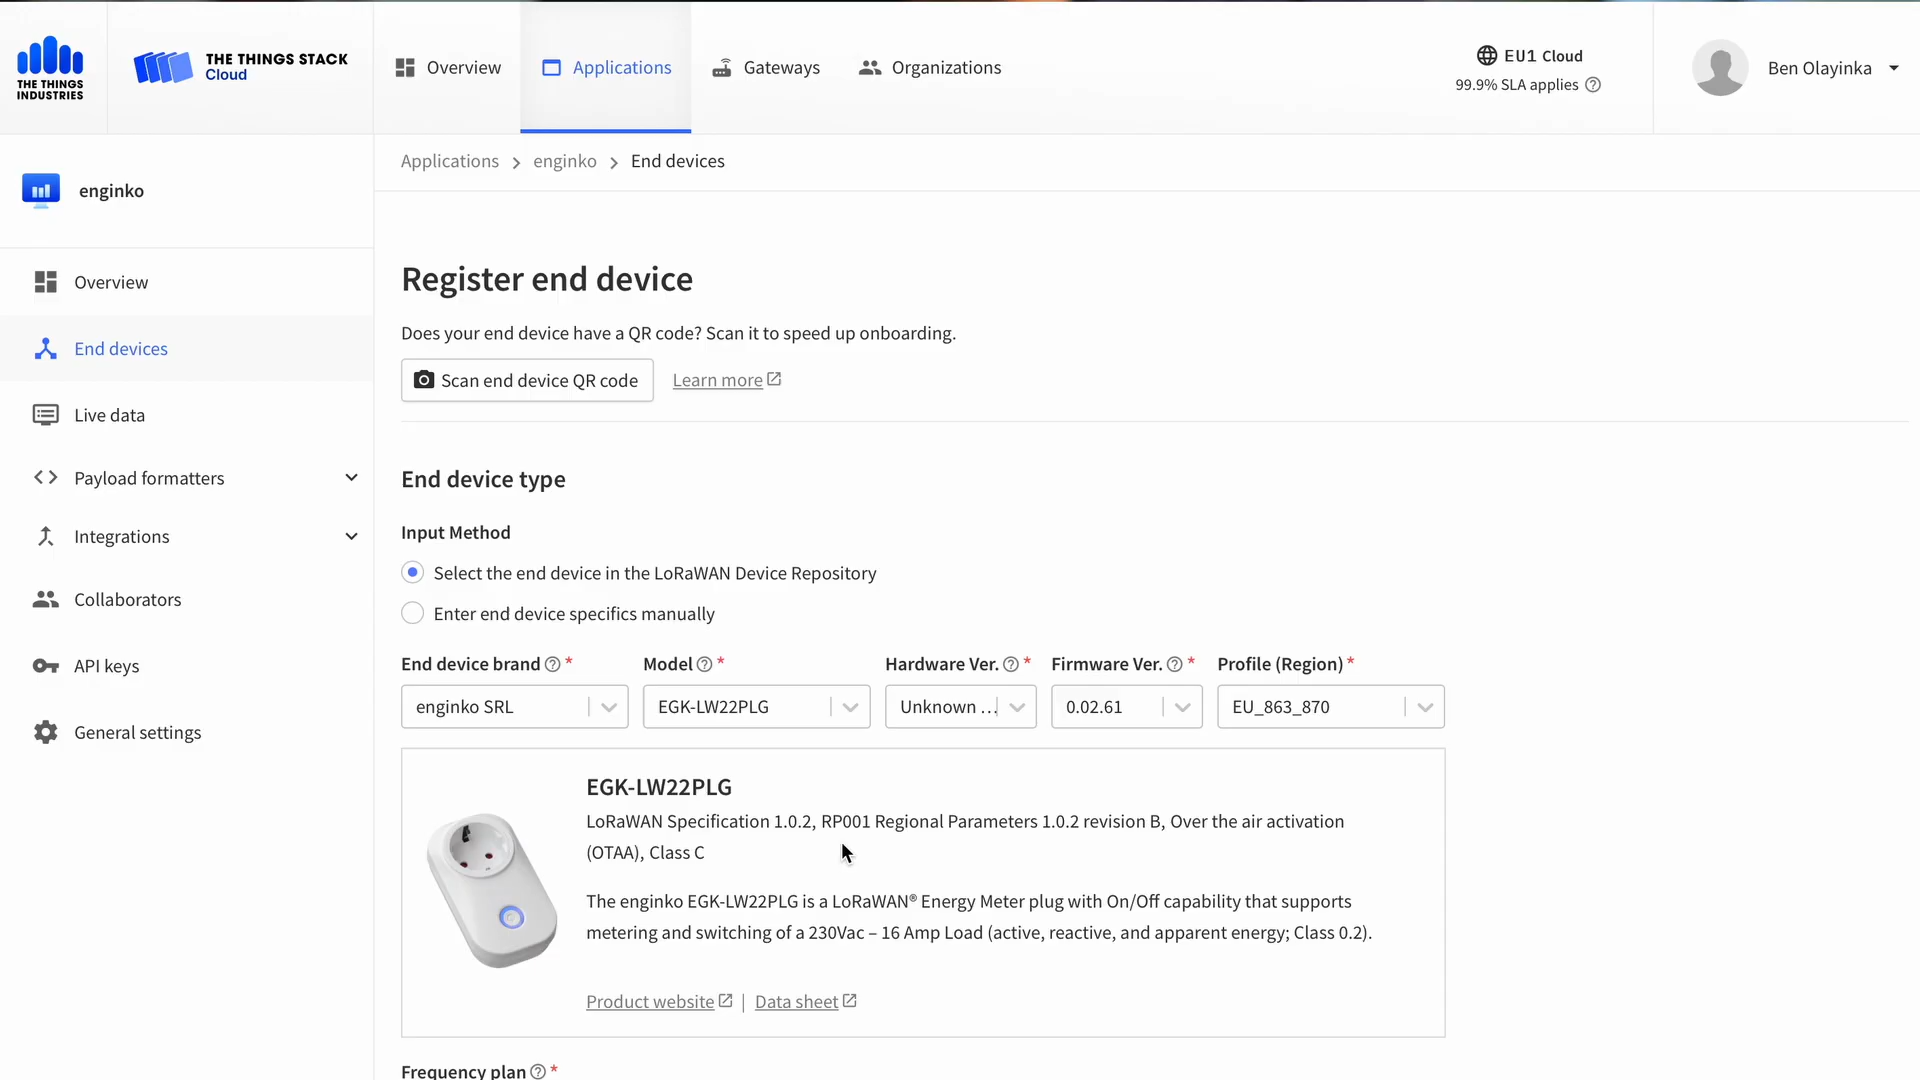 THE THINGS
INDUSTRIES
THE THINGS STACK
Cloud
Overview
Applications
Gateways
Organizations
EU1 Cloud
99.9% SLA applies
Ben Olayinka
Applications > enginko > End devices
enginko
Overview
End devices
Live data
Payload formatters
Integrations
Collaborators
API keys
General settings
Register end device
Does your end device have a QR code? Scan it to speed up onboarding.
Scan end device QR code
Learn more
End device type
Input Method
Select the end device in the LoRaWAN Device Repository
Enter end device specifics manually
End device brand * Model * Hardware Ver. * Firmware Ver. * Profile (Region) *
enginko SRL EGK-LW22PLG Unknown ... 0.02.61 EU_863_870
EGK-LW22PLG
LoRaWAN Specification 1.0.2, RP001 Regional Parameters 1.0.2 revision B, Over the air activation
(OTAA), Class C
The enginko EGK-LW22PLG is a LoRaWAN® Energy Meter plug with On/Off capability that supports
metering and switching of a 230Vac – 16 Amp Load (active, reactive, and apparent energy; Class 0.2).
Product website | Data sheet
Frequency plan *